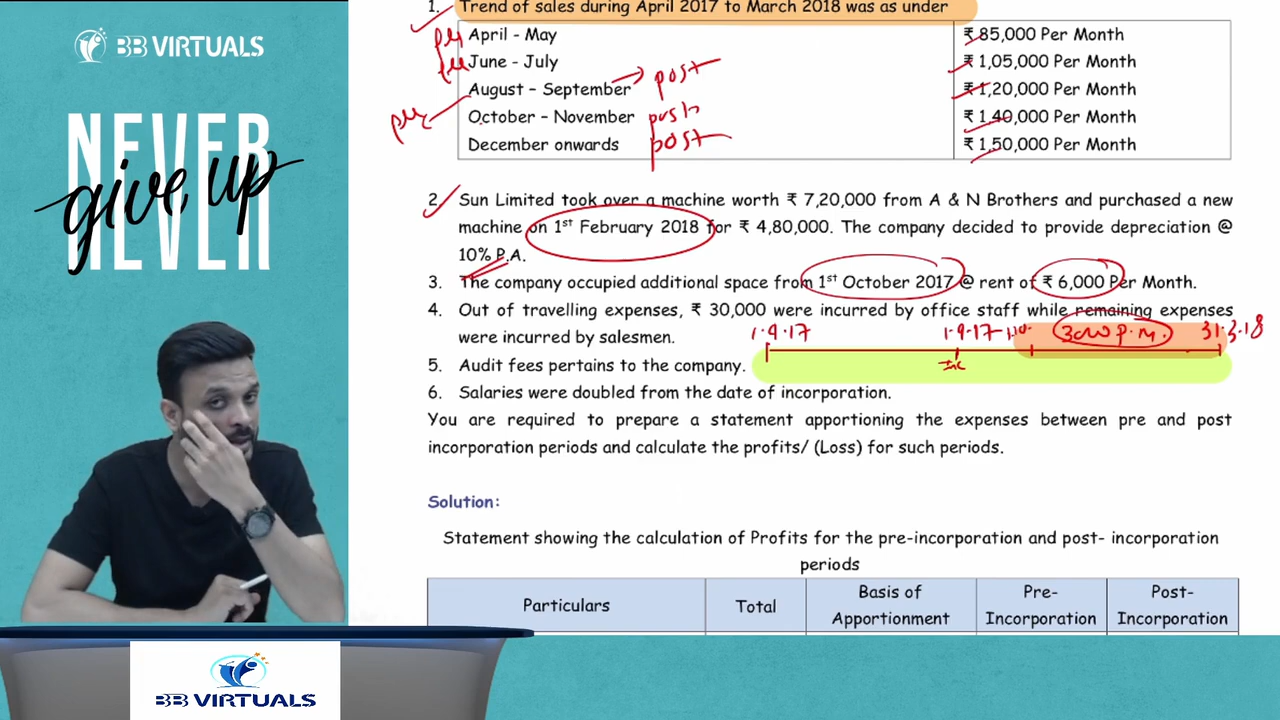 BB VIRTUALS
NEVER
give up
NEVER
1. Trend of sales during April 2017 to March 2018 was as under
pre April - May ₹ 85,000 Per Month
pre June - July ₹ 1,05,000 Per Month
August – September → post ₹ 1,20,000 Per Month
pre October – November post ₹ 1,40,000 Per Month
December onwards post ₹ 1,50,000 Per Month
2. Sun Limited took over a machine worth ₹ 7,20,000 from A & N Brothers and purchased a new
machine on 1st February 2018 for ₹ 4,80,000. The company decided to provide depreciation @
10% P.A.
3. The company occupied additional space from 1st October 2017 @ rent of ₹ 6,000 Per Month.
4. Out of travelling expenses, ₹ 30,000 were incurred by office staff while remaining expenses
were incurred by salesmen.
1·4·17 1·9·17 1·10· 3000 p.m. 31·3·18
5. Audit fees pertains to the company.
Inc
6. Salaries were doubled from the date of incorporation.
You are required to prepare a statement apportioning the expenses between pre and post
incorporation periods and calculate the profits/ (Loss) for such periods.
Solution:
Statement showing the calculation of Profits for the pre-incorporation and post- incorporation
periods
Particulars Total Basis of Apportionment Pre-Incorporation Post-Incorporation
BB VIRTUALS